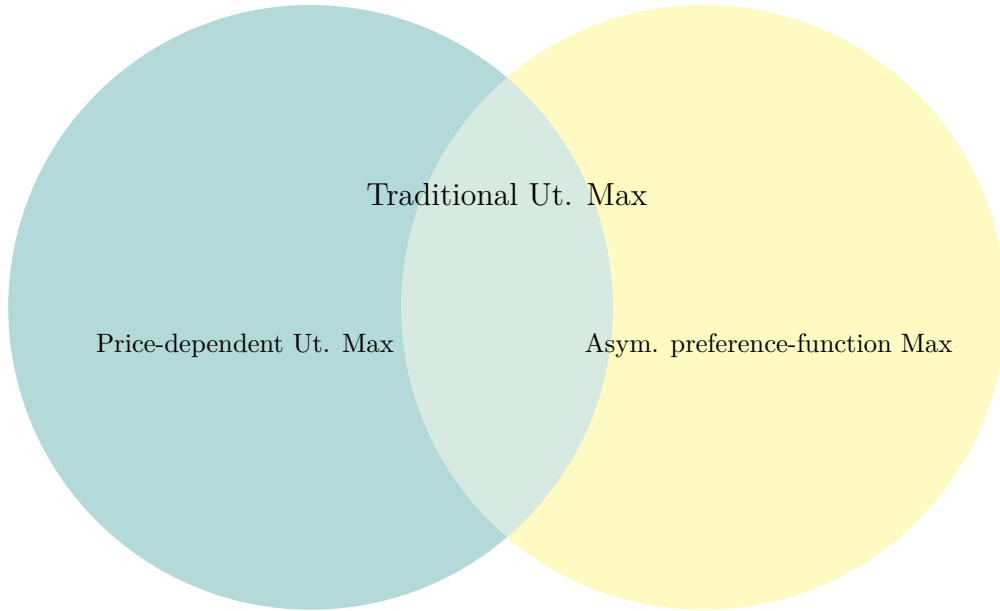 Traditional Ut. Max
Price-dependent Ut. Max
Asym. preference-function Max